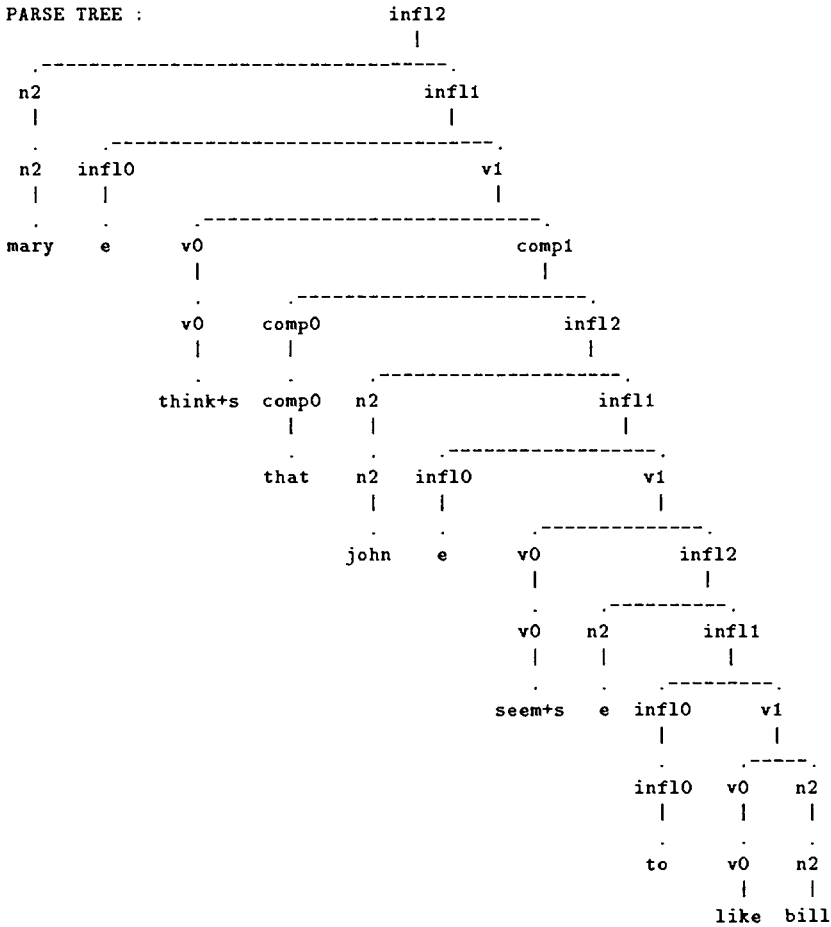 PARSE TREE : infl2
n2 infl1
n2 infl0 v1
mary e v0 comp1
v0 comp0 infl2
think+s comp0 n2 infl1
that n2 infl0 v1
john e v0 infl2
v0 n2 infl1
seem+s e infl0 v1
infl0 v0 n2
to v0 n2
like bill